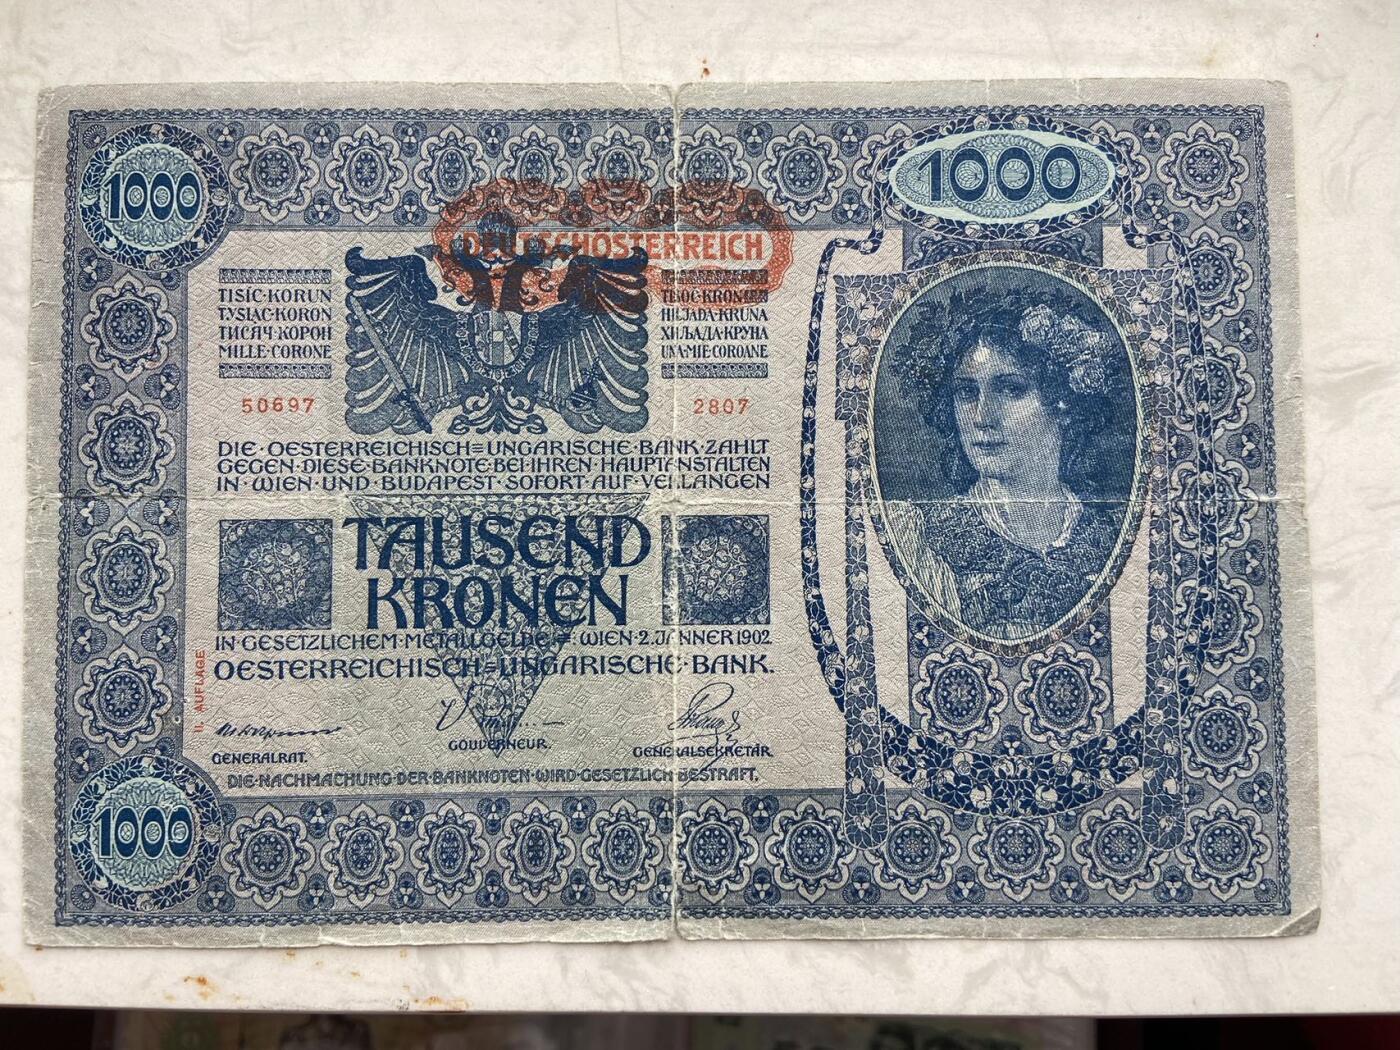 1000
1000
DEUTSCHÖSTERREICH
TISÍC·KORUN
TYSIĄC·KORON
ТИСЯЧ·КОРОН
MILLE·CORONE
TISOČ·KRON
HILJADA·KRUNA
ХИЉАДА·КРУНА
UNA·MIE·COROANE
50697
2807
DIE·OESTERREICHISCH=UNGARISCHE·BANK·ZAHLT
GEGEN·DIESE·BANKNOTE·BEI·IHREN·HAUPTANSTALTEN
IN·WIEN·UND·BUDAPEST·SOFORT·AUF·VERLANGEN
TAUSEND
KRONEN
IN·GESETZLICHEM·METALLGELDE=·WIEN·2.JÄNNER 1902
OESTERREICHISCH=UNGARISCHE·BANK.
II. AUFLAGE
GENERALRAT.
GOUVERNEUR.
GENERALSEKRETÄR.
DIE·NACHMACHUNG·DER·BANKNOTEN·WIRD·GESETZLICH·BESTRAFT.
1000